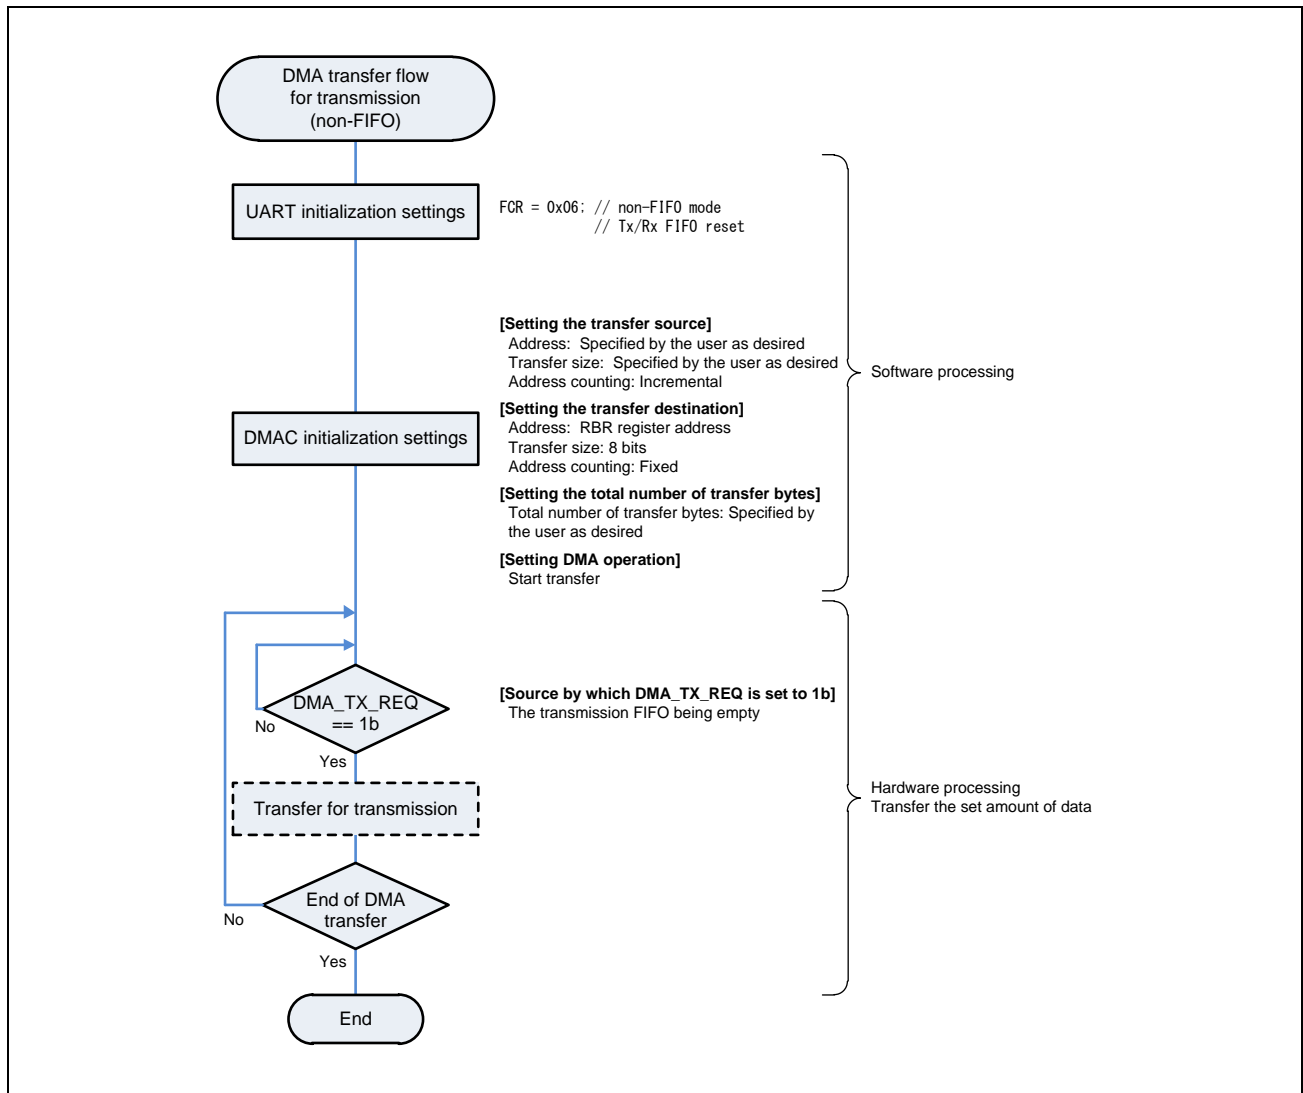 DMA transfer flow
for transmission
(non-FIFO)
UART initialization settings
FCR = 0x06; // non-FIFO mode
// Tx/Rx FIFO reset
[Setting the transfer source]
Address: Specified by the user as desired
Transfer size: Specified by the user as desired
Address counting: Incremental
Software processing
[Setting the transfer destination]
Address: RBR register address
DMAC initialization settings
Transfer size: 8 bits
Address counting: Fixed
[Setting the total number of transfer bytes]
Total number of transfer bytes: Specified by
the user as desired
[Setting DMA operation]
Start transfer
DMA_TX_REQ
== 1b
No
Yes
[Source by which DMA_TX_REQ is set to 1b]
The transmission FIFO being empty
Transfer for transmission
Hardware processing
Transfer the set amount of data
End of DMA
transfer
No
Yes
End